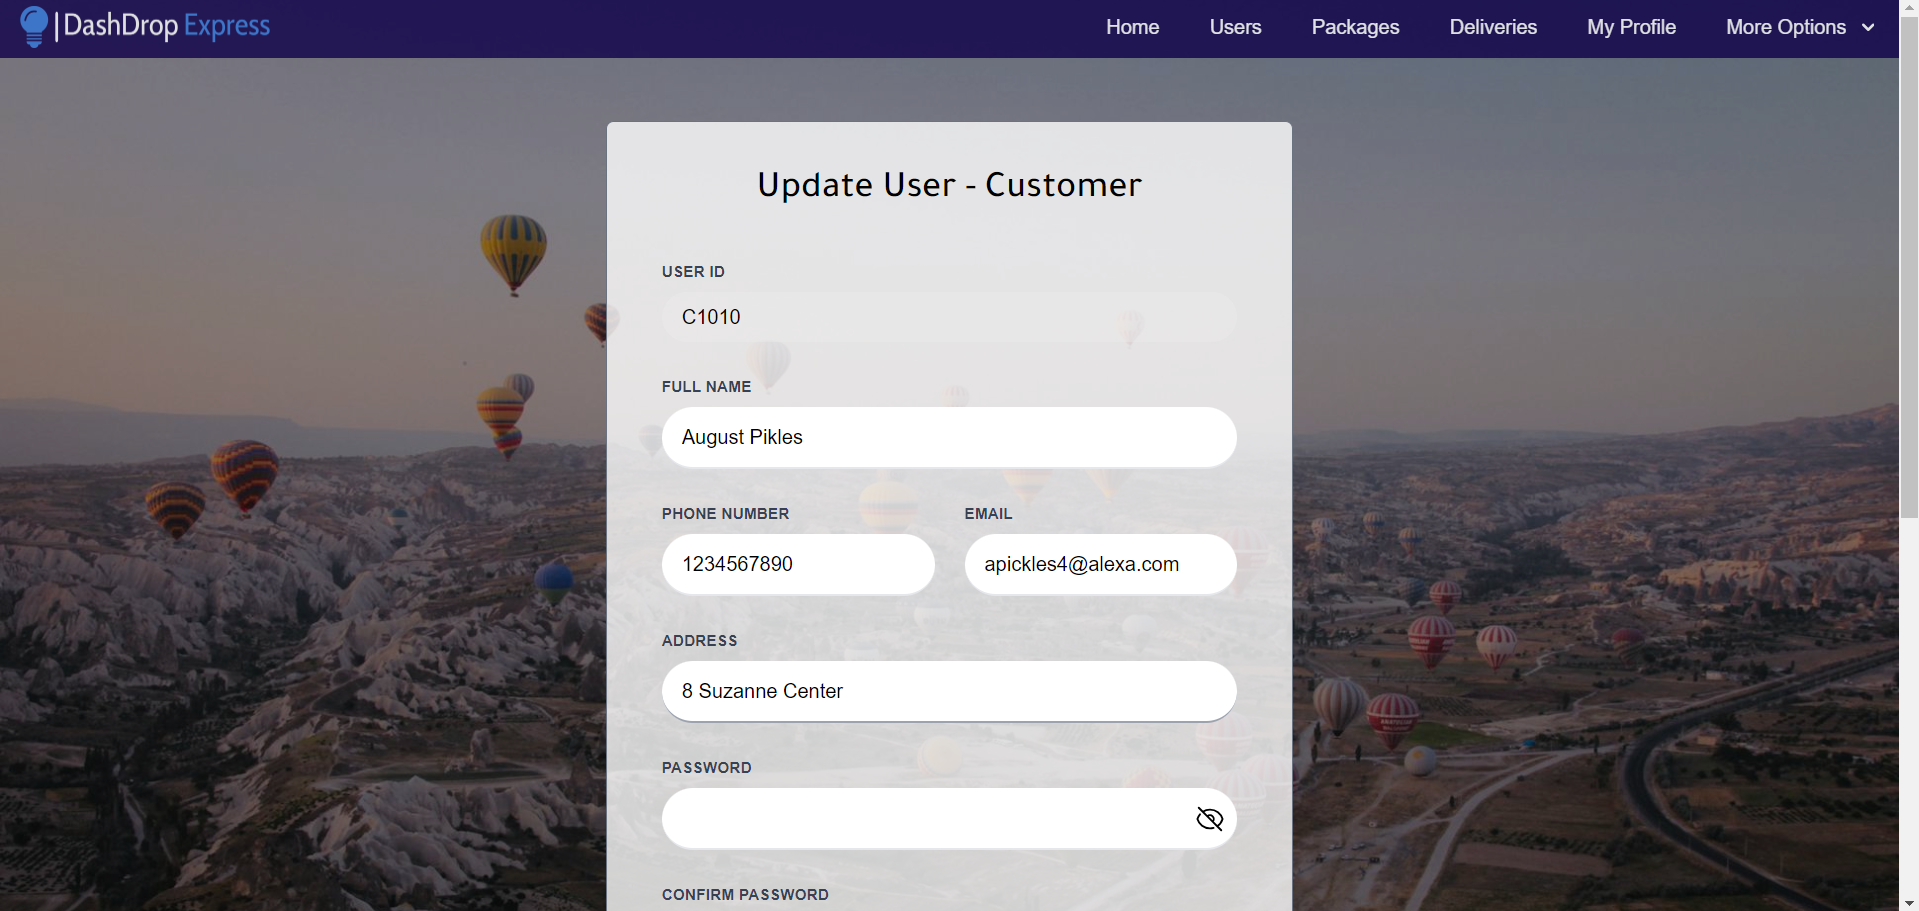 |DashDrop Express
Home Users Packages Deliveries My Profile More Options
Update User - Customer
USER ID
C1010
FULL NAME
August Pikles
PHONE NUMBER EMAIL
1234567890 apickles4@alexa.com
ADDRESS
8 Suzanne Center
PASSWORD
CONFIRM PASSWORD